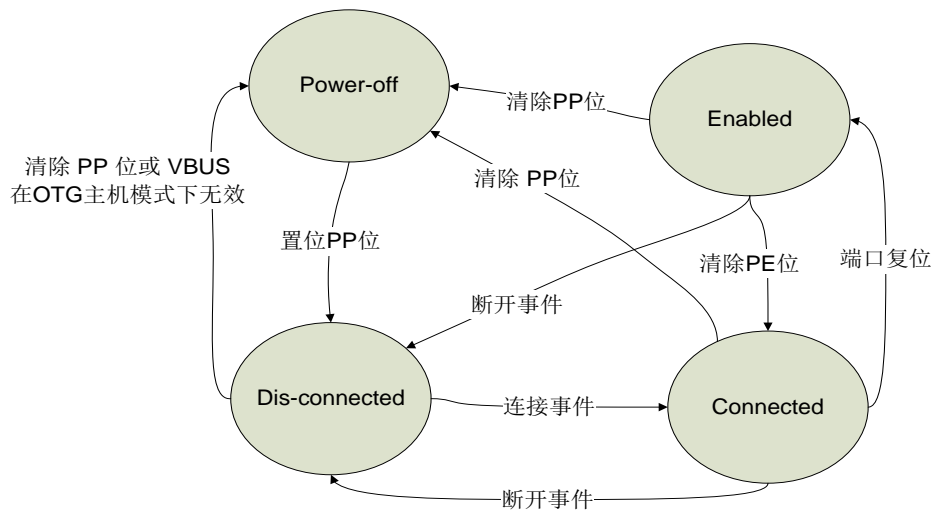 Power-off
Enabled
清除PP位
清除 PP 位或 VBUS
在OTG主机模式下无效
清除 PP位
置位PP位
清除PE位
端口复位
断开事件
Dis-connected
连接事件
Connected
断开事件